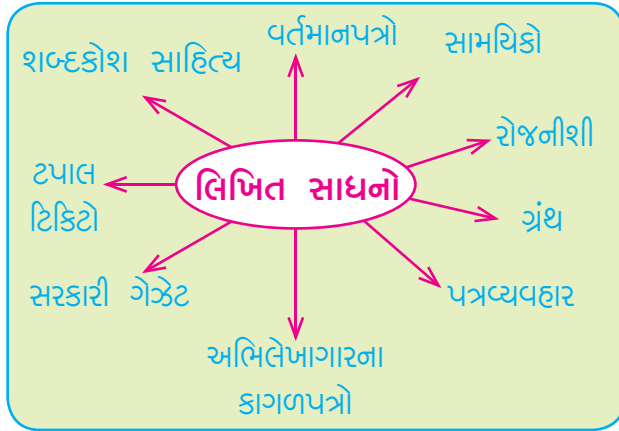 વર્તમાનપત્રો
સામયિકો
શબ્દકોશ સાહિત્ય
રોજનીશી
ટપાલ
ટિકિટો
લિખિત સાધનો
ગ્રંથ
સરકારી ગેઝેટ
પત્રવ્યવહાર
અભિલેખાગારના
કાગળપત્રો